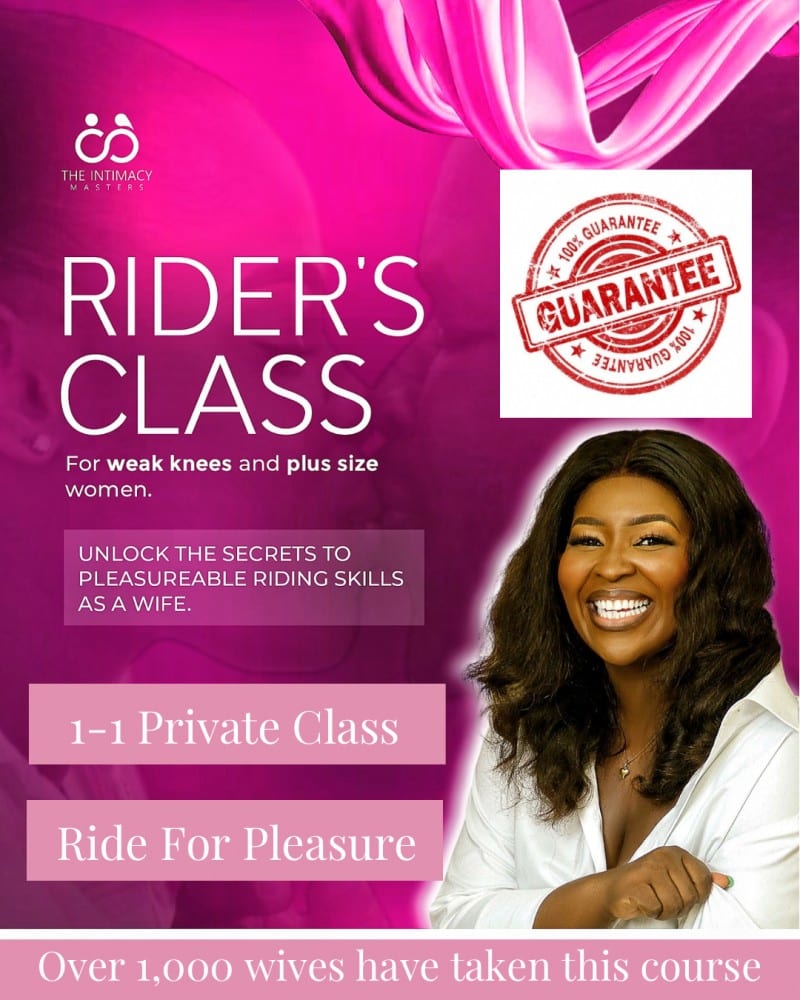 THE INTIMACY
MASTERS
100% GUARANTEE
GUARANTEE
100% GUARANTEE
RIDER'S
CLASS
For weak knees and plus size
women.
UNLOCK THE SECRETS TO
PLEASUREABLE RIDING SKILLS
AS A WIFE.
1-1 Private Class
Ride For Pleasure
Over 1,000 wives have taken this course